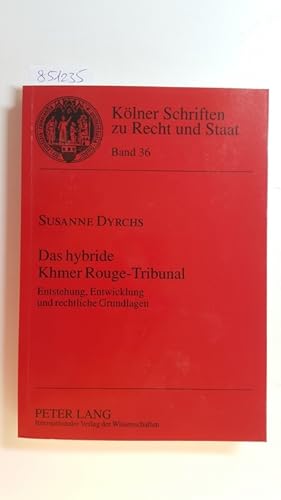 851235
Kölner Schriften
zu Recht und Staat
Band 36
SUSANNE DYRCHS
Das hybride
Khmer Rouge-Tribunal
Entstehung, Entwicklung
und rechtliche Grundlagen
PETER LANG
Internationaler Verlag der Wissenschaften